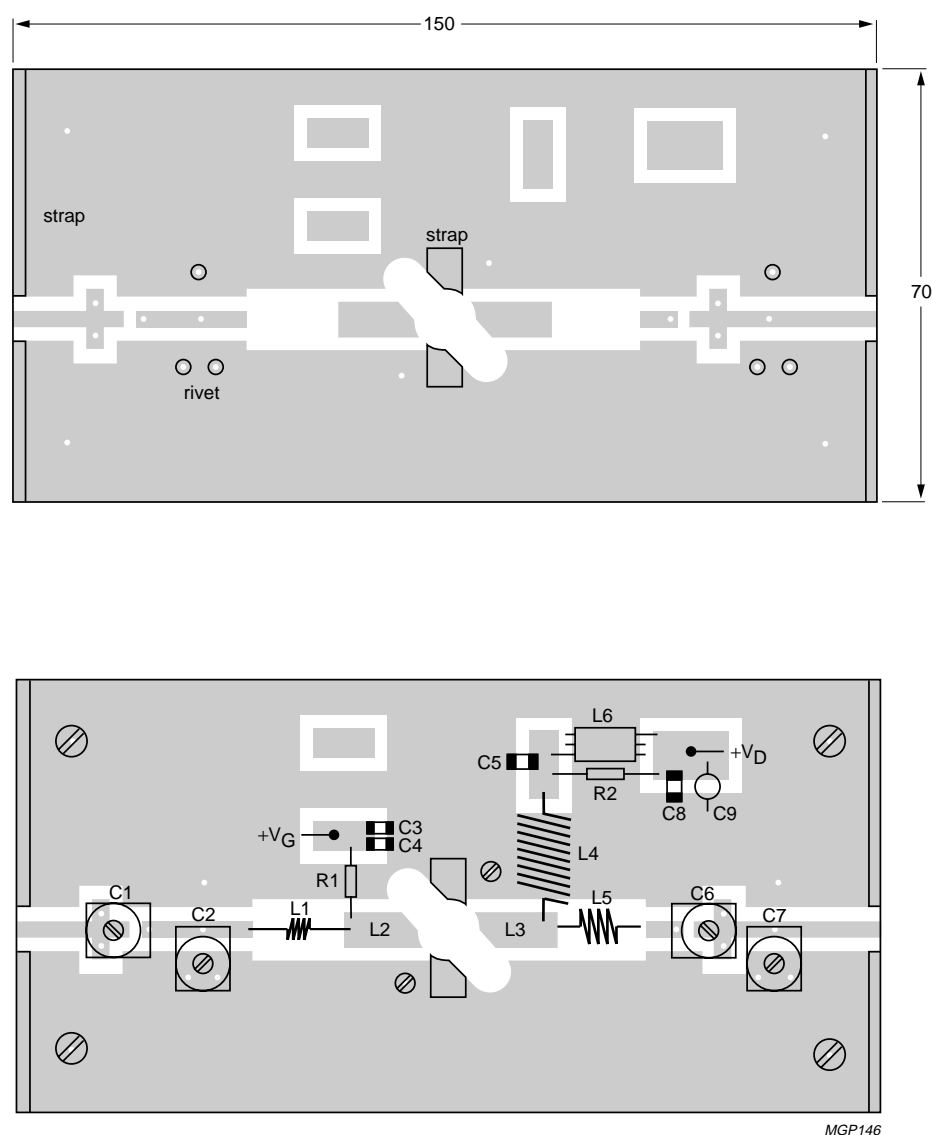 150
strap
strap
70
rivet
L6
+VD
C5
R2
C8
C9
+VG
C3
C4
L4
R1
C1
C2
L1
L2
L3
L5
C6
C7
MGP146